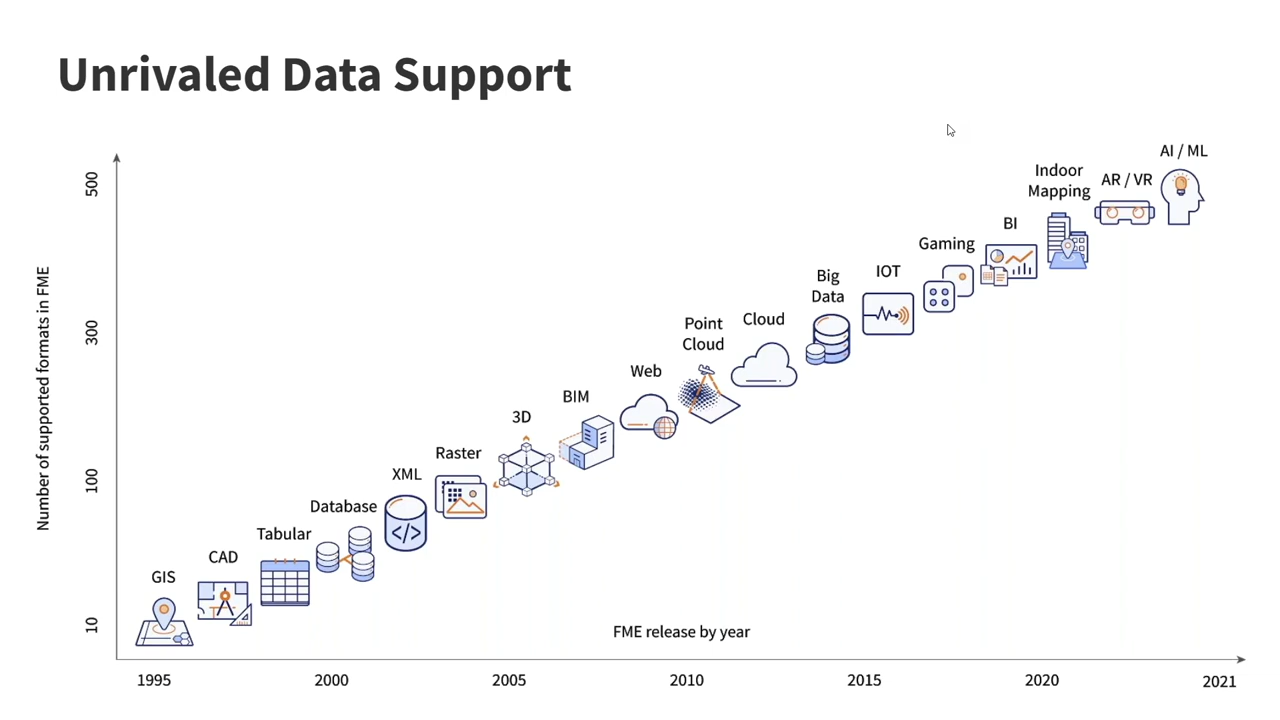 Unrivaled Data Support
Number of supported formats in FME
500
300
100
10
GIS
CAD
Tabular
Database
XML
Raster
3D
BIM
Web
Point
Cloud
Cloud
Big
Data
IOT
Gaming
BI
Indoor
Mapping
AR / VR
AI / ML
FME release by year
1995
2000
2005
2010
2015
2020
2021